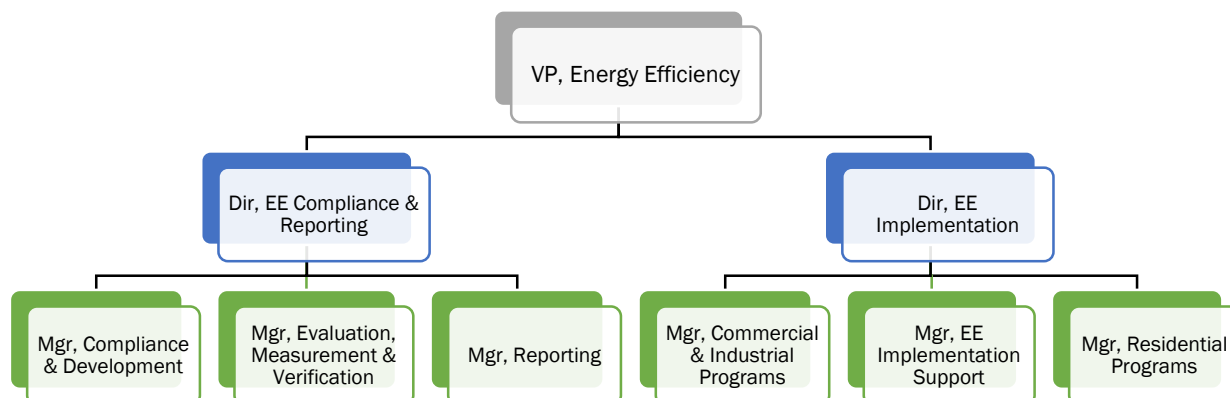 VP, Energy Efficiency
Dir, EE Compliance &
Reporting
Dir, EE
Implementation
Mgr, Compliance
& Development
Mgr, Evaluation,
Measurement &
Verification
Mgr, Reporting
Mgr, Commercial
& Industrial
Programs
Mgr, EE
Implementation
Support
Mgr, Residential
Programs